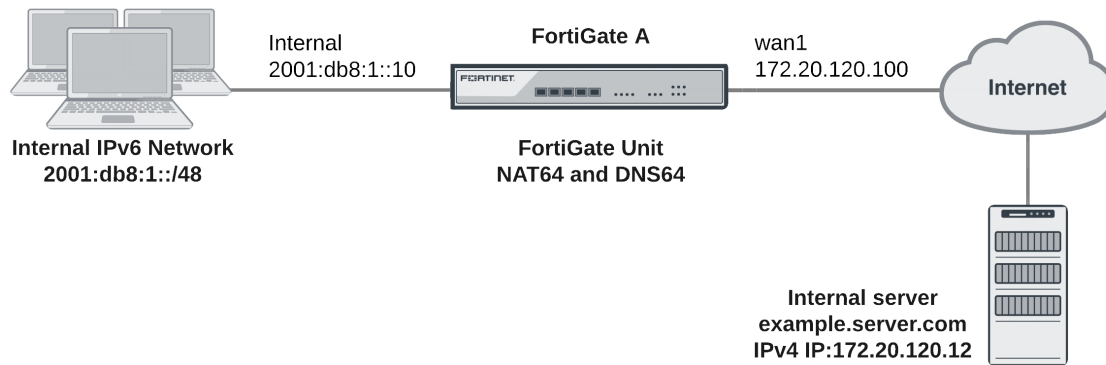 Internal
2001:db8:1::10
FortiGate A
wan1
172.20.120.100
FORTINET
Internet
Internal IPv6 Network
2001:db8:1::/48
FortiGate Unit
NAT64 and DNS64
Internal server
example.server.com
IPv4 IP:172.20.120.12